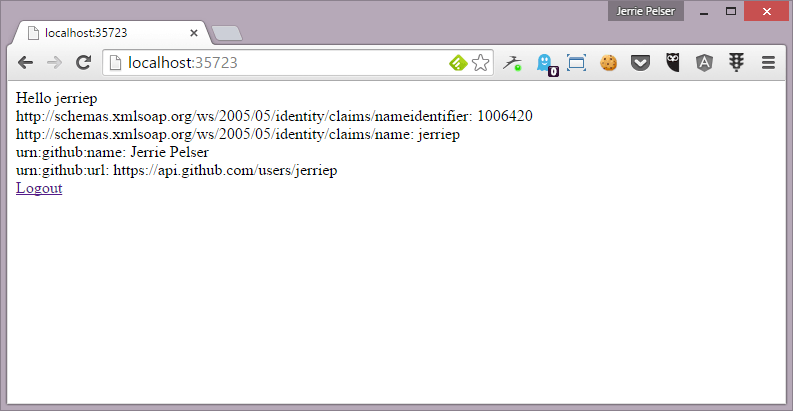 Jerrie Pelser
localhost:35723
localhost:35723
0
Hello jerriep
http://schemas.xmlsoap.org/ws/2005/05/identity/claims/nameidentifier: 1006420
http://schemas.xmlsoap.org/ws/2005/05/identity/claims/name: jerriep
urn:github:name: Jerrie Pelser
urn:github:url: https://api.github.com/users/jerriep
Logout